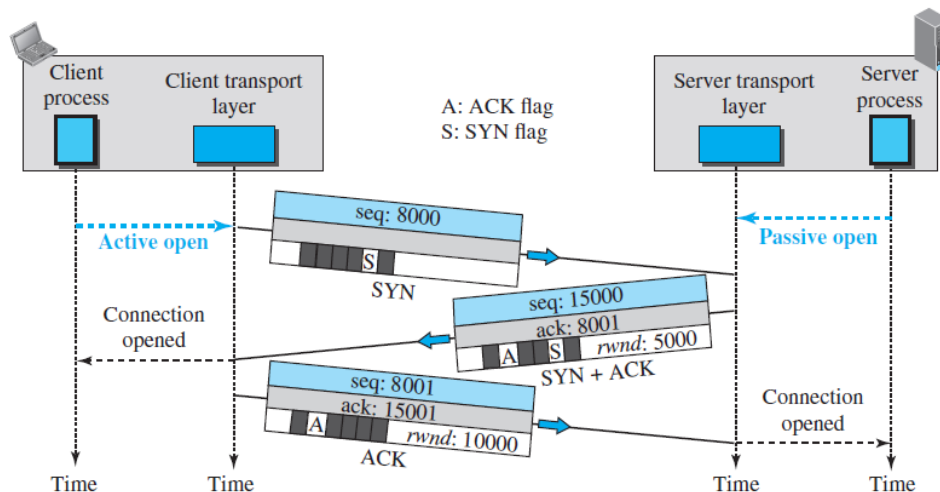 Client
process
Client transport
layer
A: ACK flag
S: SYN flag
Server transport
layer
Server
process
seq: 8000
S
SYN
Active open
Passive open
seq: 15000
ack: 8001
A S rwnd: 5000
SYN + ACK
Connection
opened
seq: 8001
ack: 15001
A rwnd: 10000
ACK
Connection
opened
Time
Time
Time
Time